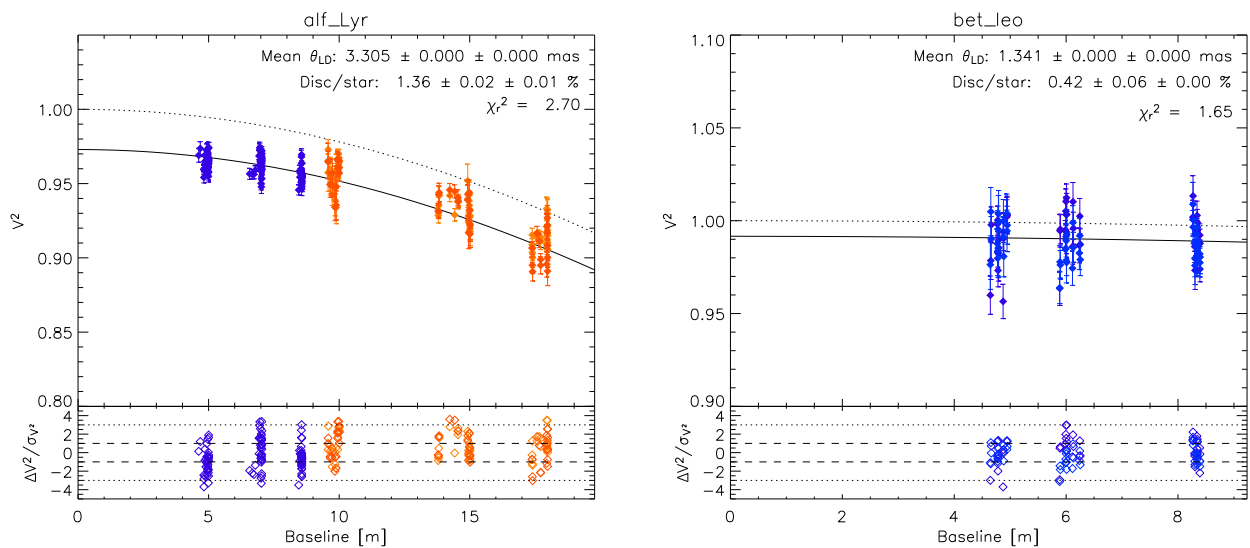 alf_Lyr
Mean θLD: 3.305 ± 0.000 ± 0.000 mas
Disc/star: 1.36 ± 0.02 ± 0.01 %
χr² = 2.70
V²
1.00
0.95
0.90
0.85
0.80
ΔV²/σV²
4
2
0
−2
−4
0 5 10 15
Baseline [m]
bet_leo
Mean θLD: 1.341 ± 0.000 ± 0.000 mas
Disc/star: 0.42 ± 0.06 ± 0.00 %
χr² = 1.65
V²
1.10
1.05
1.00
0.95
0.90
ΔV²/σV²
4
2
0
−2
−4
0 2 4 6 8
Baseline [m]